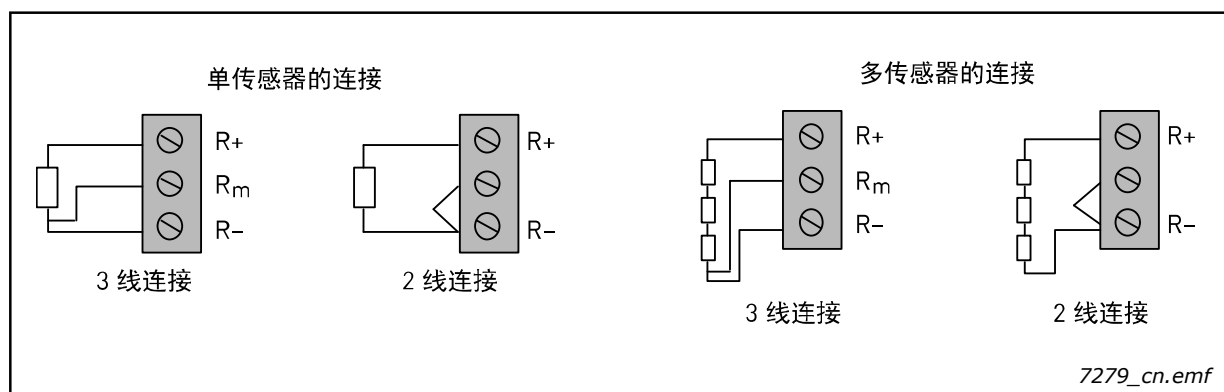 单传感器的连接
多传感器的连接
R+
Rm
R-
R+
R-
R+
Rm
R-
R+
R-
3 线连接
2 线连接
3 线连接
2 线连接
7279_cn.emf